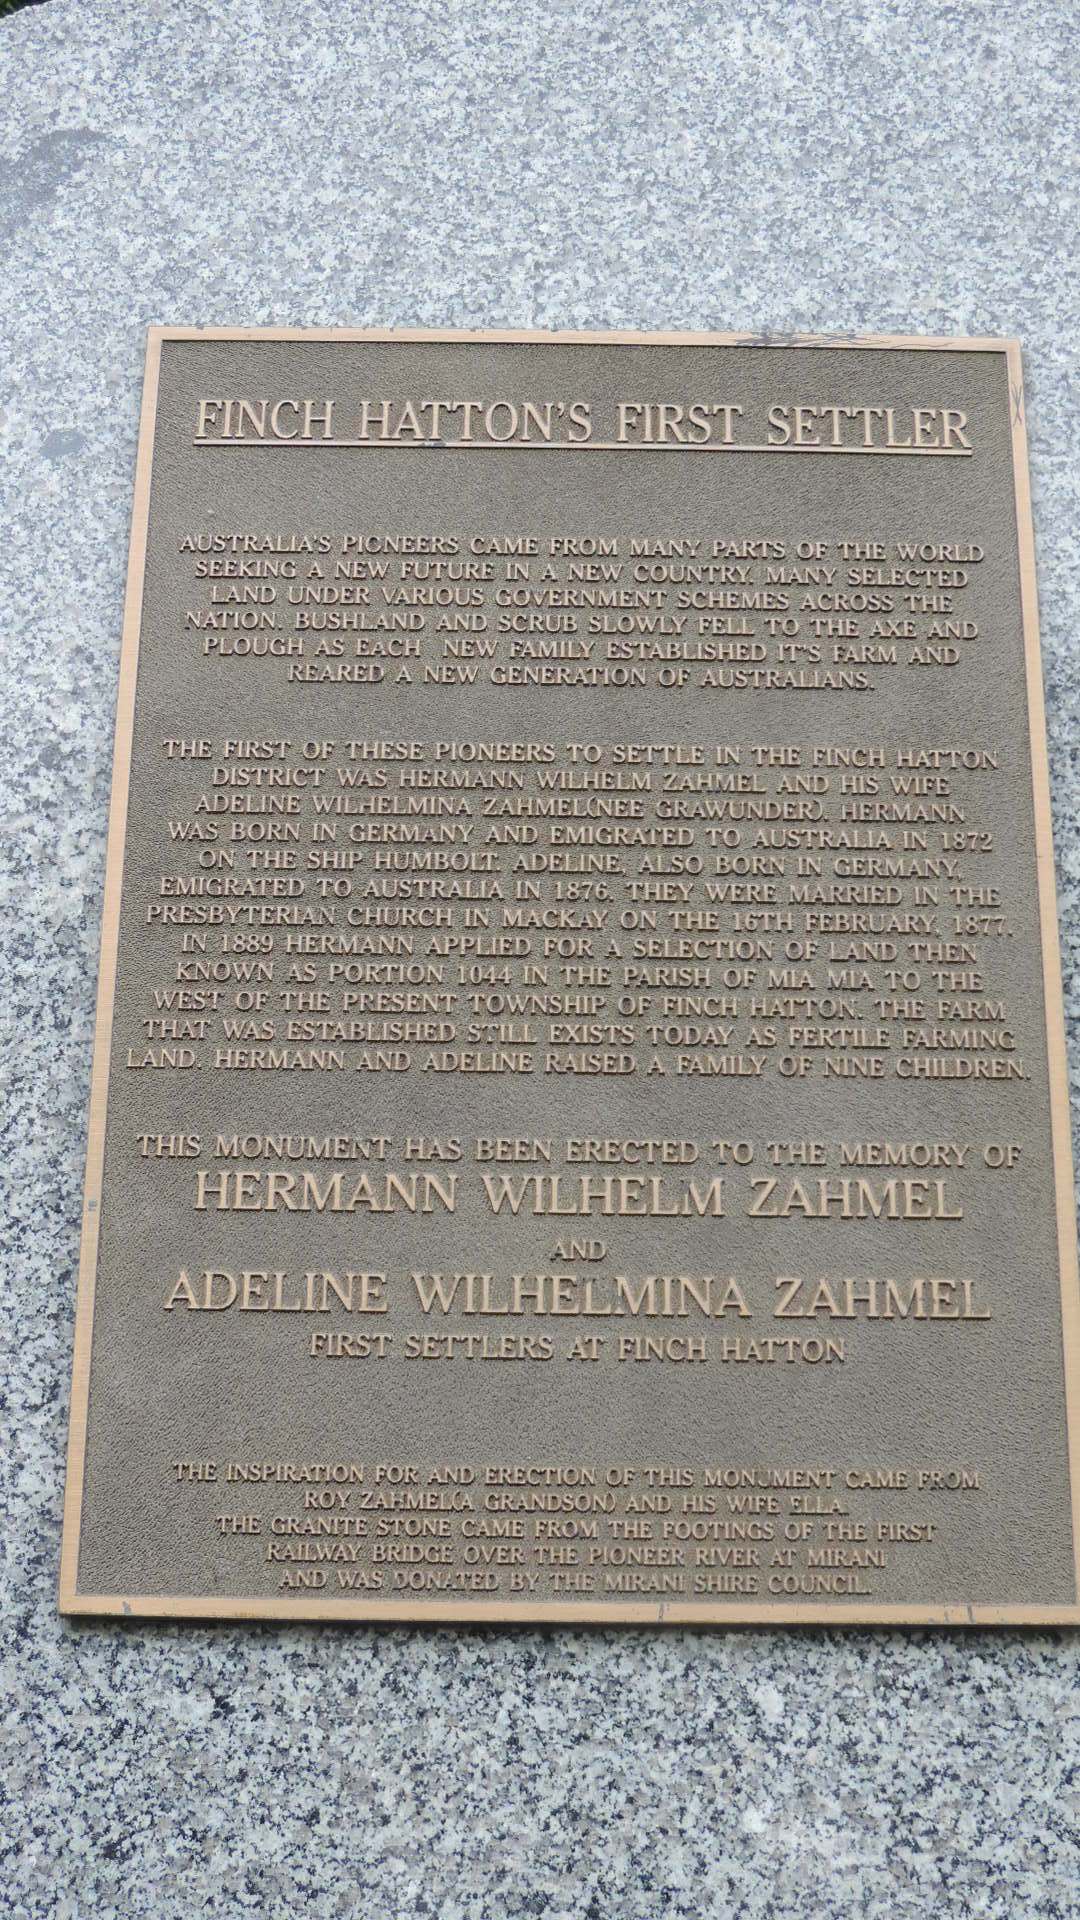 FINCH HATTON'S FIRST SETTLER
AUSTRALIA'S PIONEERS CAME FROM MANY PARTS OF THE WORLD
SEEKING A NEW FUTURE IN A NEW COUNTRY. MANY SELECTED
LAND UNDER VARIOUS GOVERNMENT SCHEMES ACROSS THE
NATION. BUSHLAND AND SCRUB SLOWLY FELL TO THE AXE AND
PLOUGH AS EACH NEW FAMILY ESTABLISHED IT'S FARM AND
REARED A NEW GENERATION OF AUSTRALIANS.
THE FIRST OF THESE PIONEERS TO SETTLE IN THE FINCH HATTON
DISTRICT WAS HERMANN WILHELM ZAHMEL AND HIS WIFE
ADELINE WILHELMINA ZAHMEL(NEE GRAWUNDER). HERMANN
WAS BORN IN GERMANY AND EMIGRATED TO AUSTRALIA IN 1872
ON THE SHIP HUMBOLT. ADELINE, ALSO BORN IN GERMANY,
EMIGRATED TO AUSTRALIA IN 1876. THEY WERE MARRIED IN THE
PRESBYTERIAN CHURCH IN MACKAY ON THE 16TH FEBRUARY, 1877.
IN 1889 HERMANN APPLIED FOR A SELECTION OF LAND THEN
KNOWN AS PORTION 1044 IN THE PARISH OF MIA MIA TO THE
WEST OF THE PRESENT TOWNSHIP OF FINCH HATTON. THE FARM
THAT WAS ESTABLISHED STILL EXISTS TODAY AS FERTILE FARMING
LAND. HERMANN AND ADELINE RAISED A FAMILY OF NINE CHILDREN.
THIS MONUMENT HAS BEEN ERECTED TO THE MEMORY OF
HERMANN WILHELM ZAHMEL
AND
ADELINE WILHELMINA ZAHMEL
FIRST SETTLERS AT FINCH HATTON
THE INSPIRATION FOR AND ERECTION OF THIS MONUMENT CAME FROM
ROY ZAHMEL(A GRANDSON) AND HIS WIFE ELLA.
THE GRANITE STONE CAME FROM THE FOOTINGS OF THE FIRST
RAILWAY BRIDGE OVER THE PIONEER RIVER AT MIRANI
AND WAS DONATED BY THE MIRANI SHIRE COUNCIL.